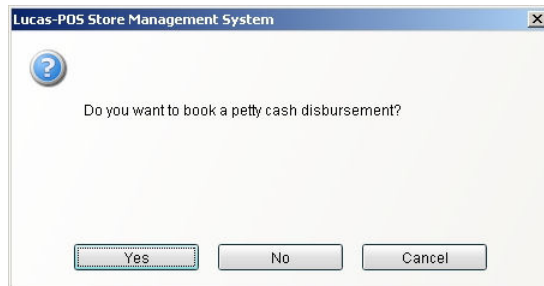 Lucas-POS Store Management System
Do you want to book a petty cash disbursement?
Yes No Cancel